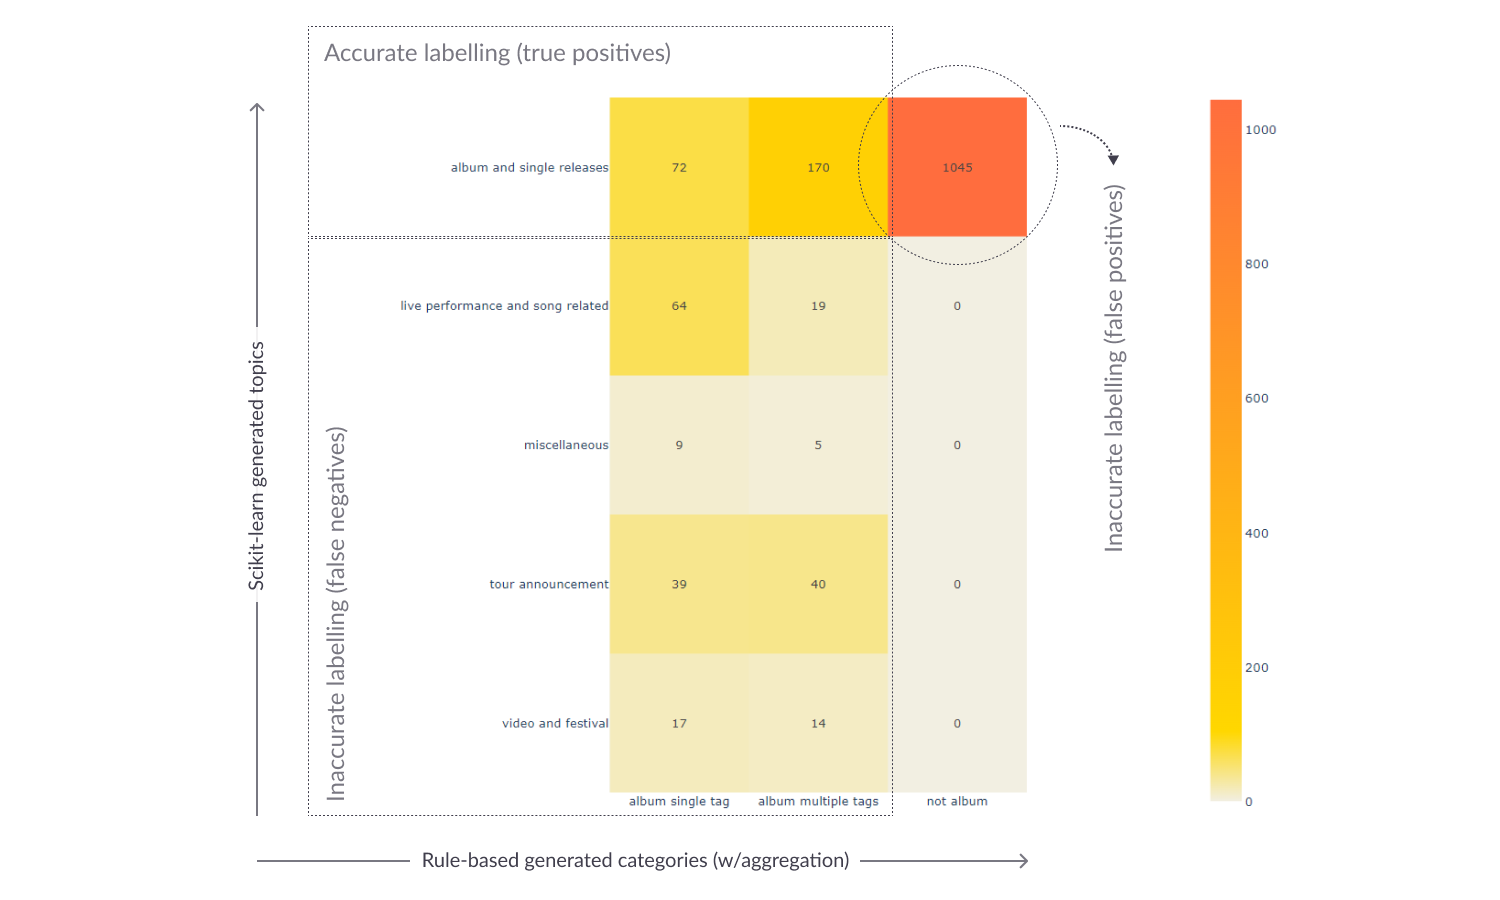 Accurate labelling (true positives)
album and single releases 72 170 1045
live performance and song related 64 19 0
miscellaneous 9 5 0
tour announcement 39 40 0
video and festival 17 14 0
album single tag album multiple tags not album
Scikit-learn generated topics
Inaccurate labelling (false negatives)
Inaccurate labelling (false positives)
1000
800
600
400
200
0
Rule-based generated categories (w/aggregation)